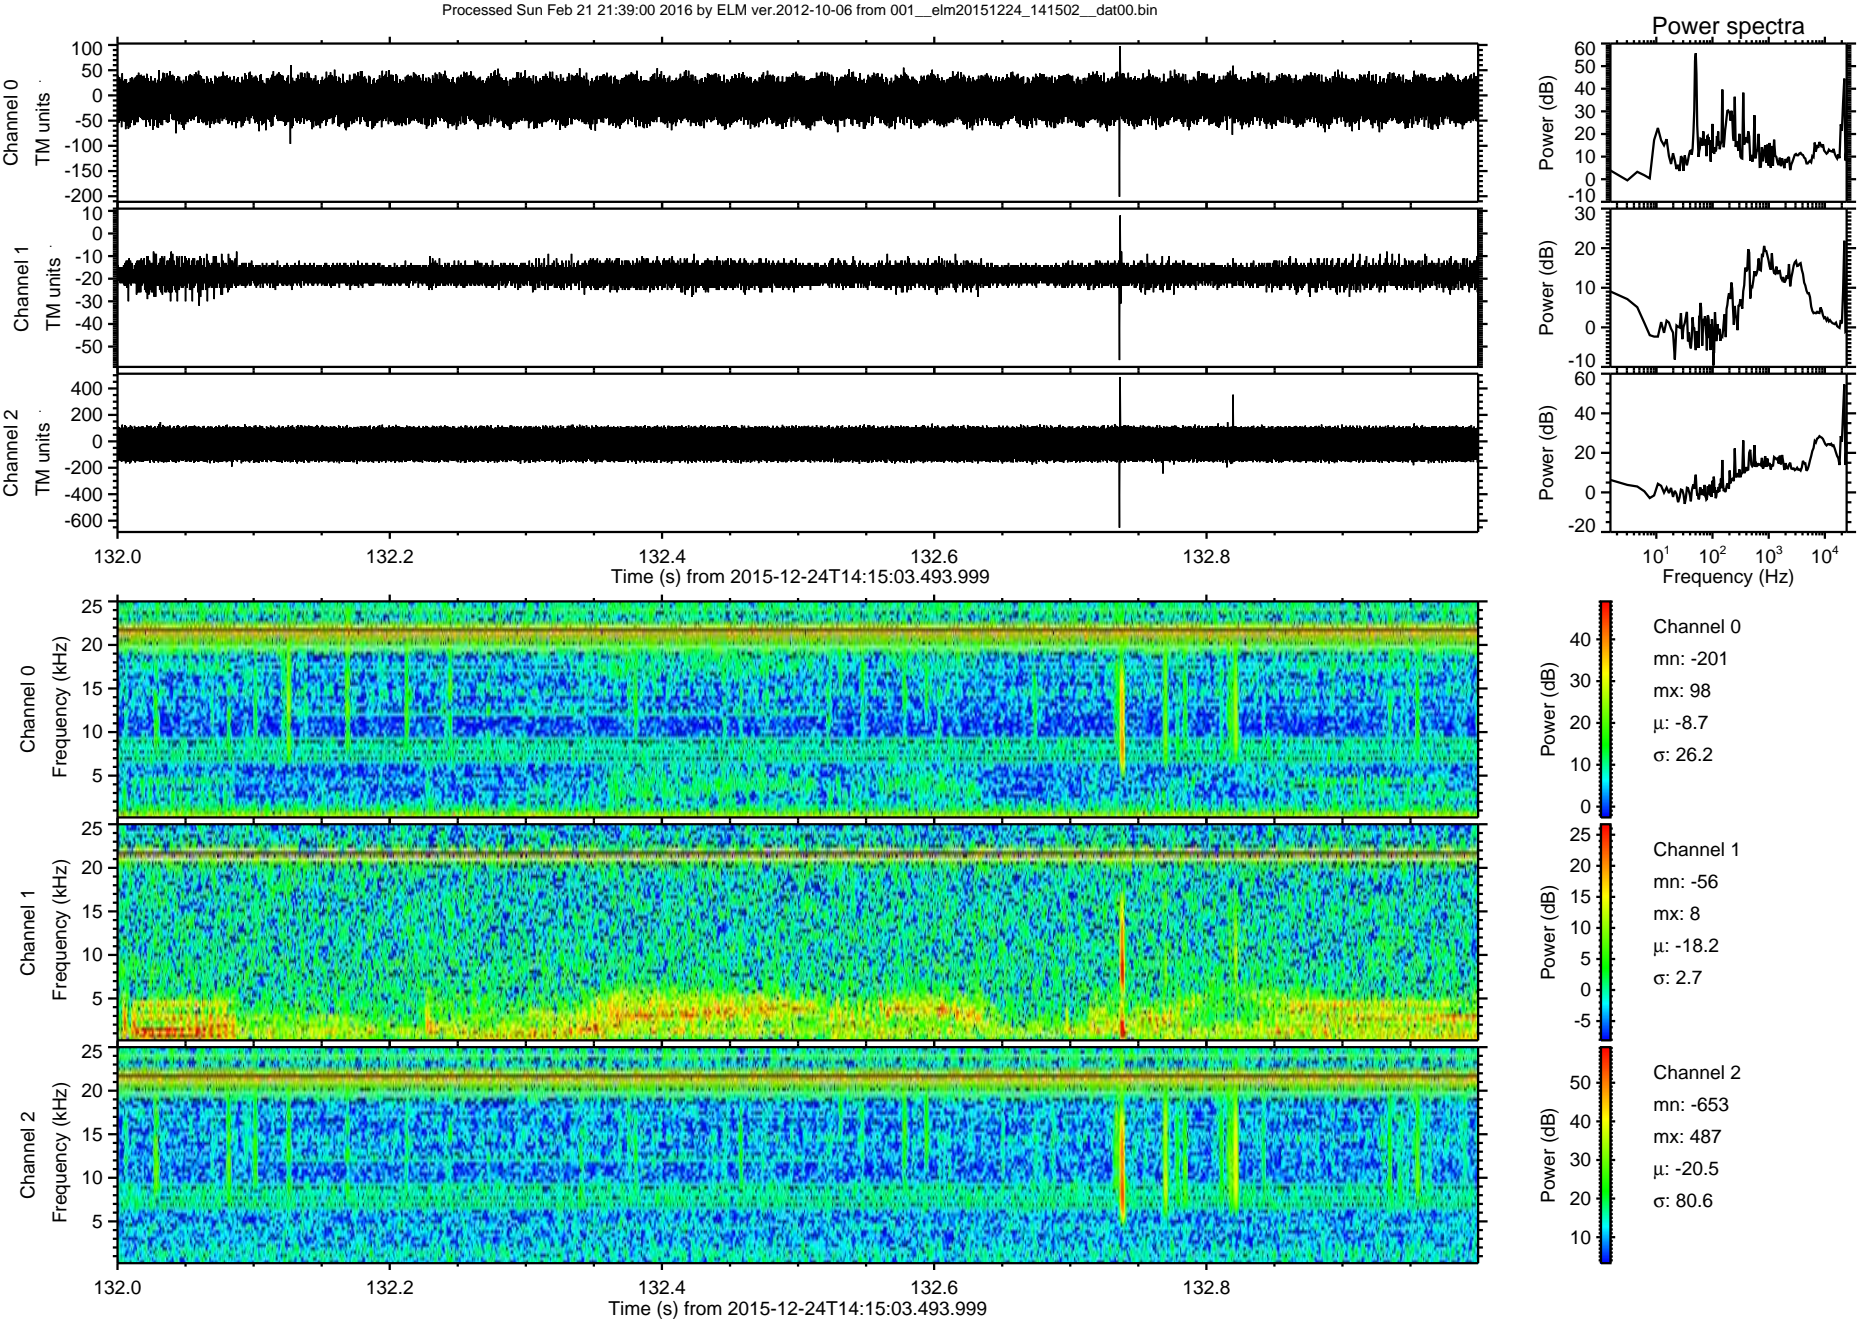 Processed Sun Feb 21 21:39:00 2016 by ELM ver.2012-10-06 from 001__elm20151224_141502__dat00.bin
Power spectra
Channel 0
TM units
100
50
0
-50
-100
-150
-200
Power (dB)
60
50
40
30
20
10
0
-10
Channel 1
TM units
10
0
-10
-20
-30
-40
-50
Power (dB)
30
20
10
0
-10
Channel 2
TM units
400
200
0
-200
-400
-600
Power (dB)
60
40
20
0
-20
132.0 132.2 132.4 132.6 132.8
Time (s) from 2015-12-24T14:15:03.493.999
10^1 10^2 10^3 10^4
Frequency (Hz)
Channel 0
Frequency (kHz)
25
20
15
10
5
Power (dB)
40
30
20
10
0
Channel 0
mn: -201
mx: 98
μ: -8.7
σ: 26.2
Channel 1
Frequency (kHz)
25
20
15
10
5
Power (dB)
25
20
15
10
5
0
-5
Channel 1
mn: -56
mx: 8
μ: -18.2
σ: 2.7
Channel 2
Frequency (kHz)
25
20
15
10
5
Power (dB)
50
40
30
20
10
Channel 2
mn: -653
mx: 487
μ: -20.5
σ: 80.6
132.0 132.2 132.4 132.6 132.8
Time (s) from 2015-12-24T14:15:03.493.999